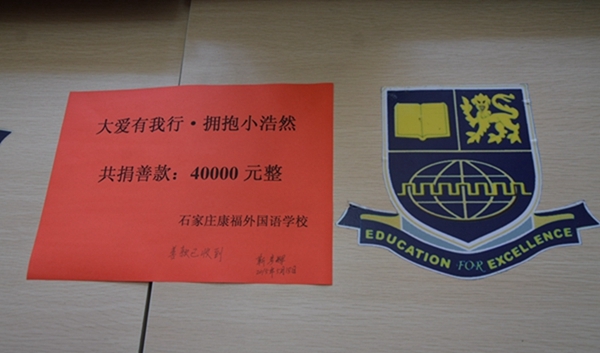 大爱有我行·拥抱小浩然
共捐善款：40000 元整
石家庄康福外国语学校
善款已收到
EDUCATION FOR EXCELLENCE